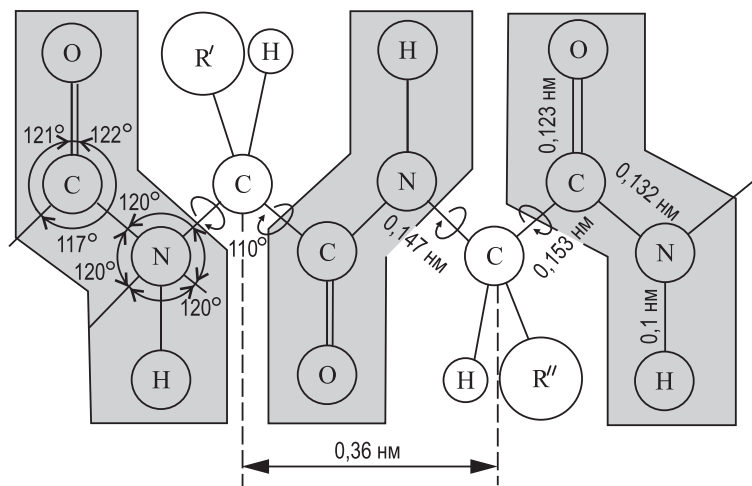 O
R′
H
H
O
121°
122°
0,123 нм
C
C
N
C
120°
0,132 нм
117°
110°
0,147 нм
N
C
C
0,153 нм
N
120°
120°
0,1 нм
H
O
H
R″
H
0,36 нм